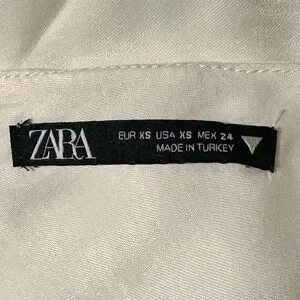 ZARA
EUR XS USA XS MEX 24
MADE IN TURKEY